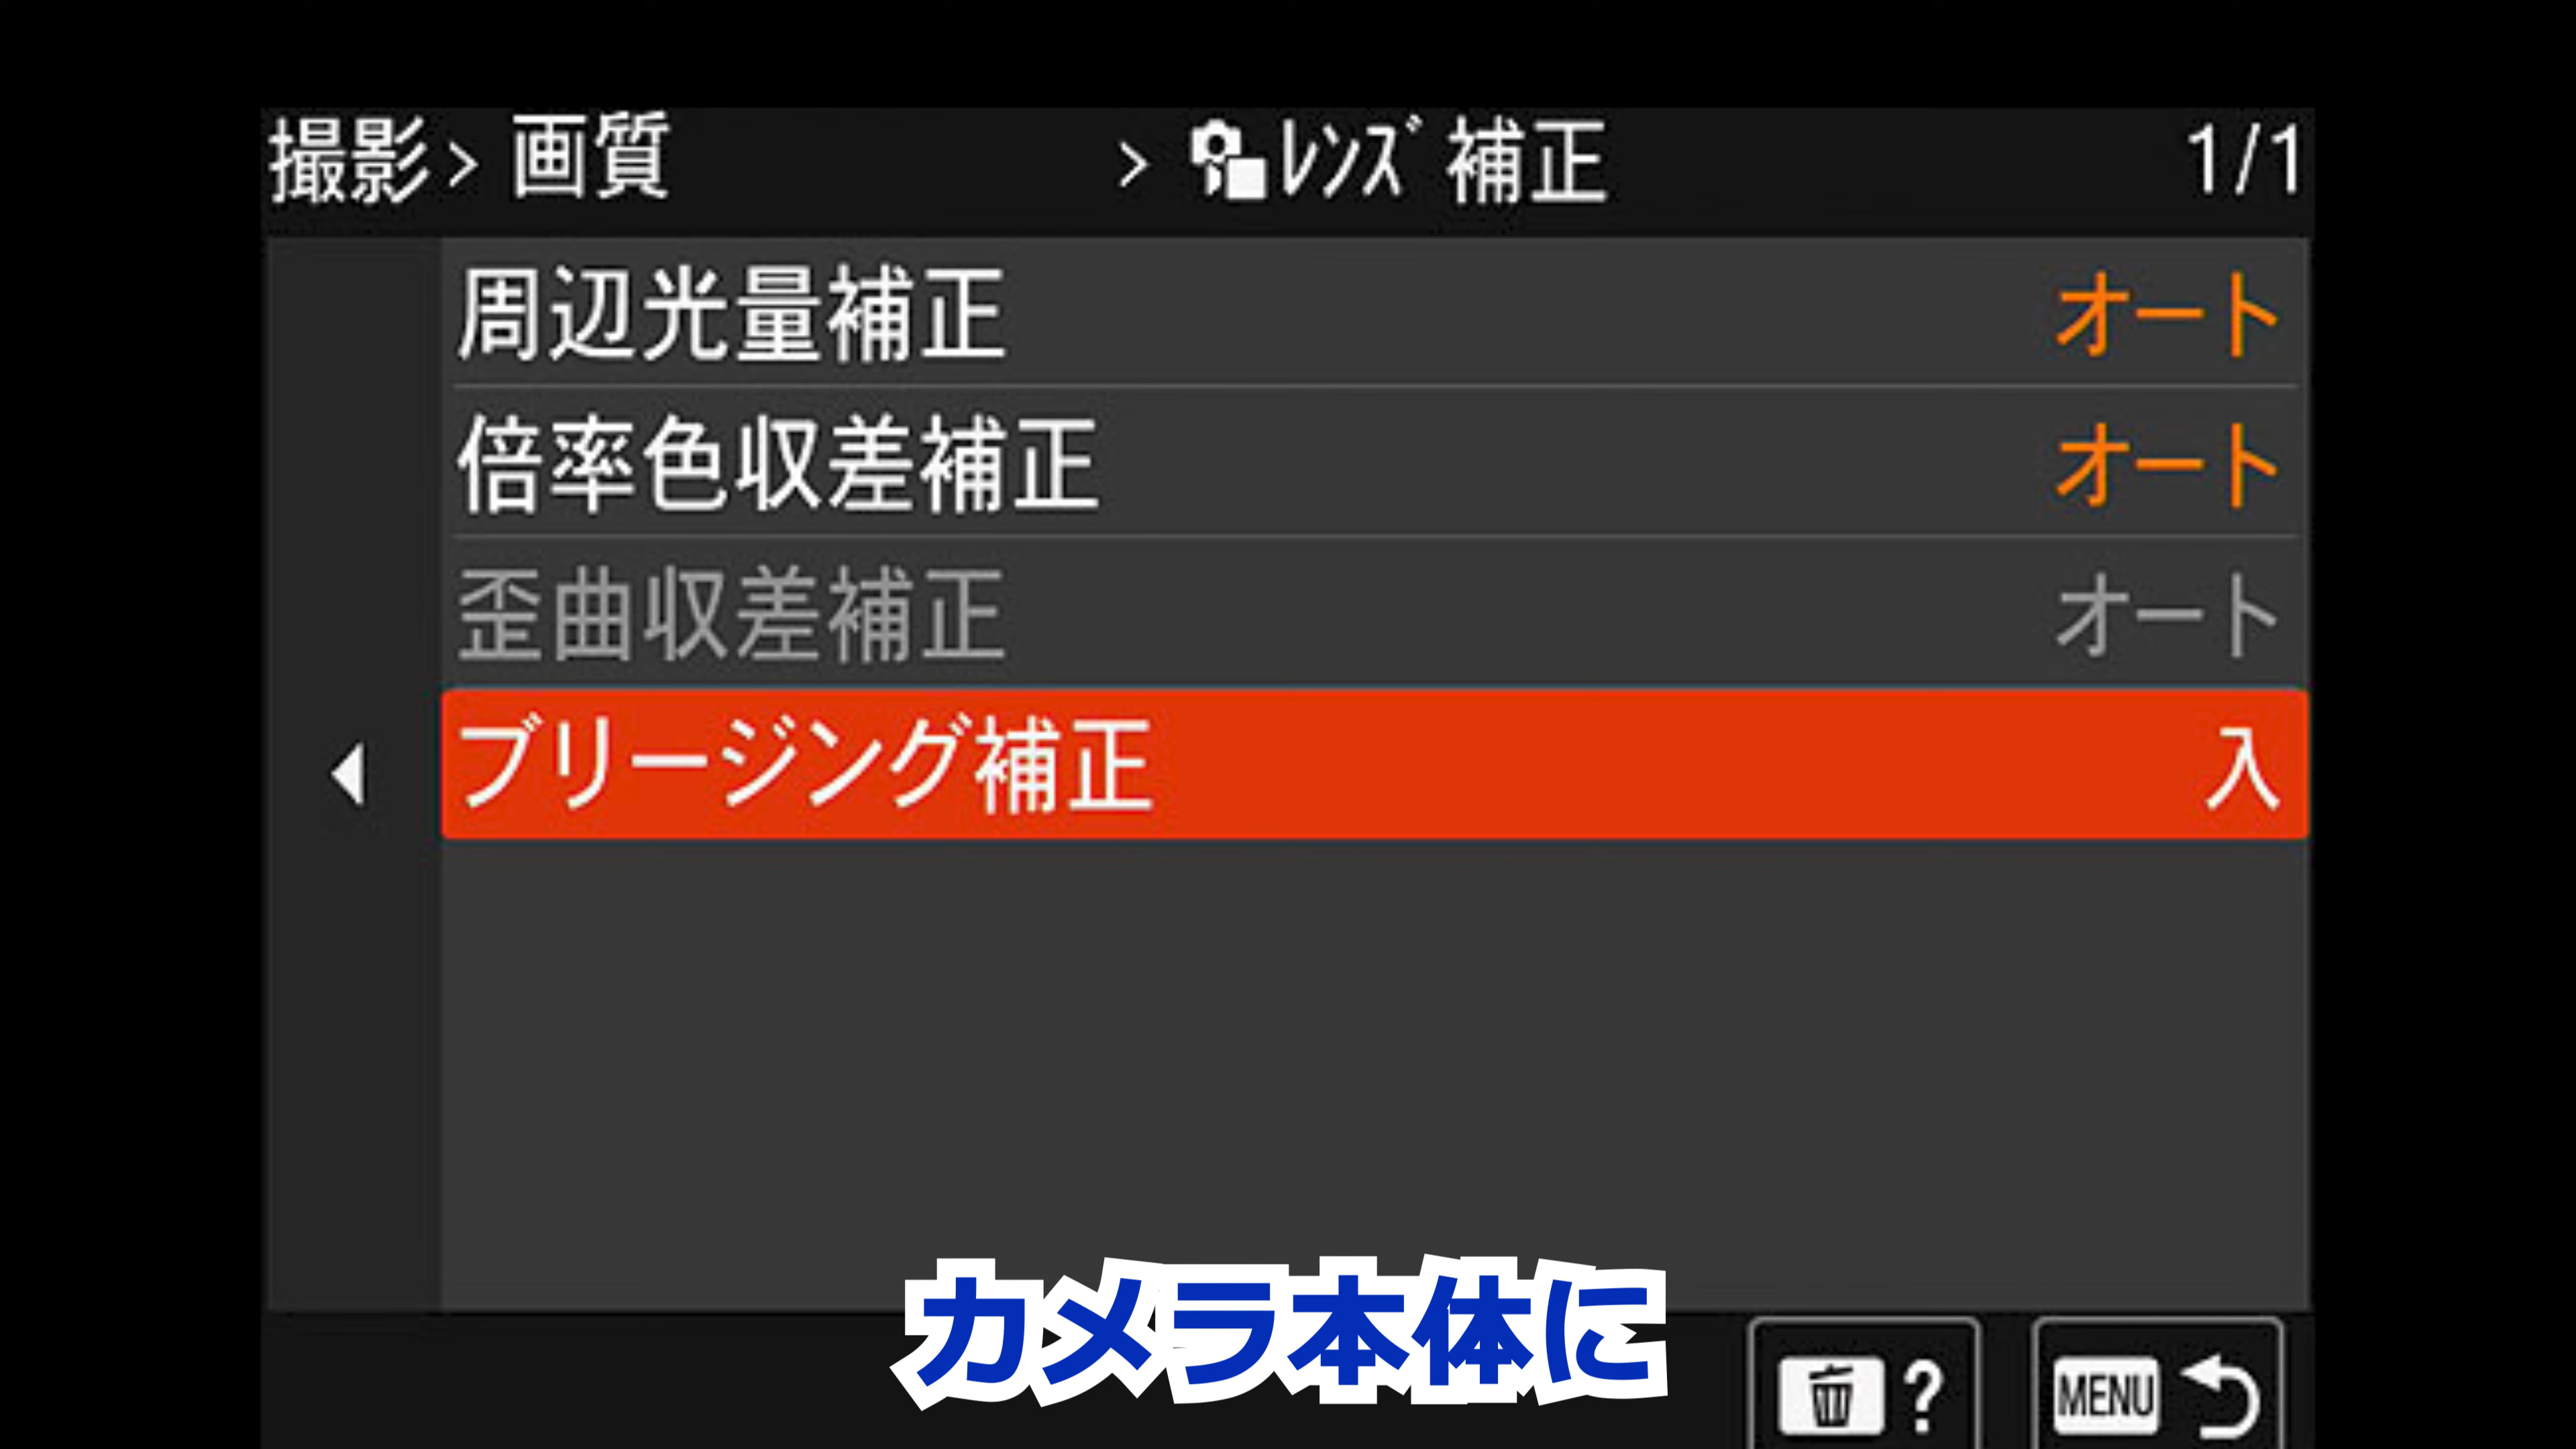 撮影> 画質 > ﾚﾝｽﾞ補正 1/1
周辺光量補正 オート
倍率色収差補正 オート
歪曲収差補正 オート
ブリージング補正 入
カメラ本体に
? MENU